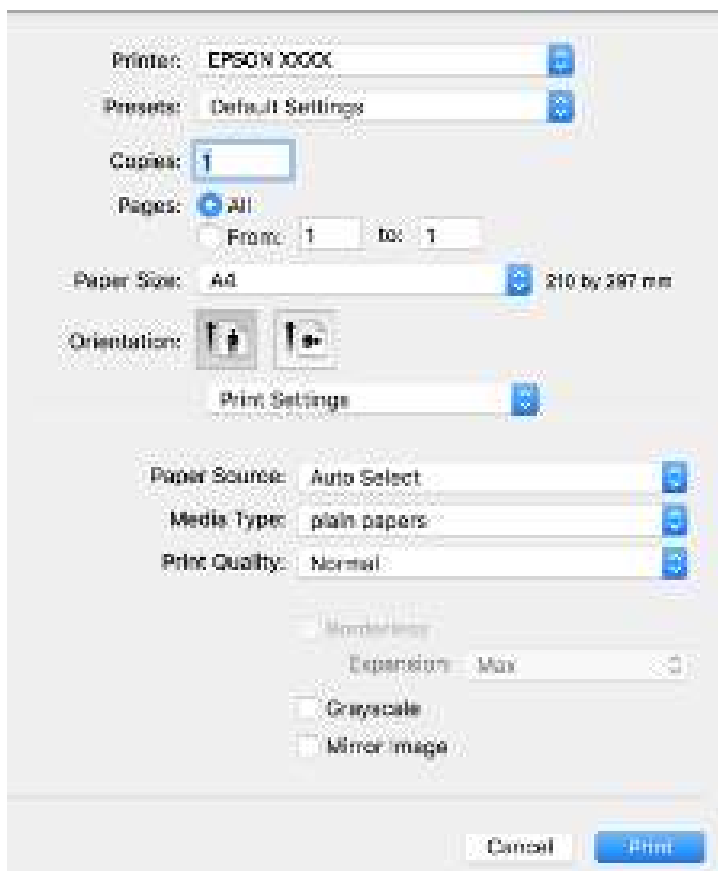 Printer: EPSON XXXX
Presets: Default Settings
Copies: 1
Pages: All
From: 1 to: 1
Paper Size: A4 210 by 297 mm
Orientation:
Print Settings
Paper Source: Auto Select
Media Type: plain papers
Print Quality: Normal
Borderless
Expansion: Max
Grayscale
Mirror Image
Cancel Print